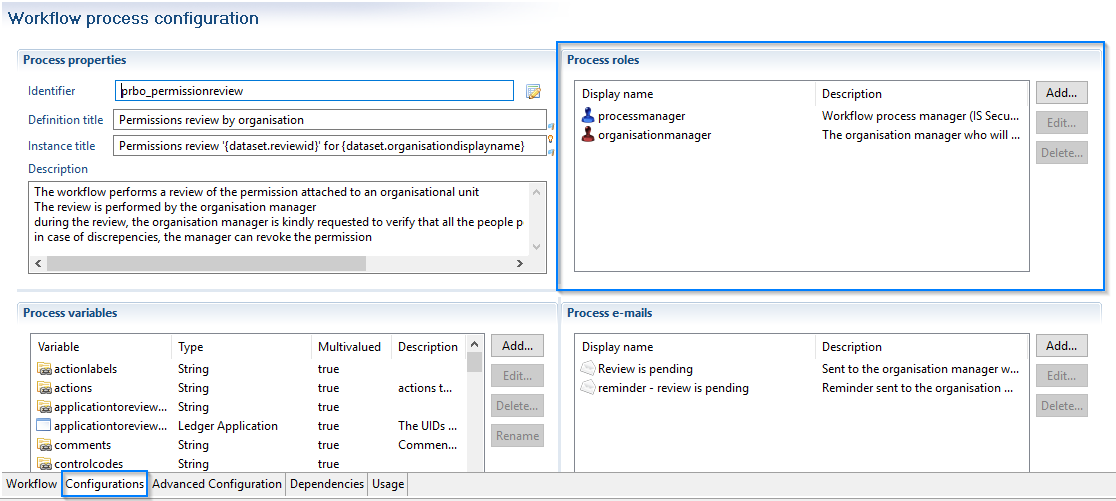 Workflow process configuration
Process properties
Identifier
prbo_permissionreview
Definition title
Permissions review by organisation
Instance title
Permissions review '{dataset.reviewid}' for {dataset.organisationdisplayname}
Description
The workflow performs a review of the permission attached to an organisational unit
The review is performed by the organisation manager
during the review, the organisation manager is kindly requested to verify that all the people p
in case of discrepencies, the manager can revoke the permission
Process roles
Display name Description
processmanager Workflow process manager (IS Secu...
organisationmanager The organisation manager who will ...
Add...
Edit...
Delete...
Process variables
Variable Type Multivalued Description
actionlabels String true
actions String true actions t...
applicationtoreview... String true
applicationtoreview... Ledger Application true The UIDs ...
comments String true Commen...
controlcodes String true
Add...
Edit...
Delete...
Rename
Process e-mails
Display name Description
Review is pending Sent to the organisation manager w...
reminder - review is pending Reminder sent to the organisation ...
Add...
Edit...
Delete...
Workflow Configurations Advanced Configuration Dependencies Usage